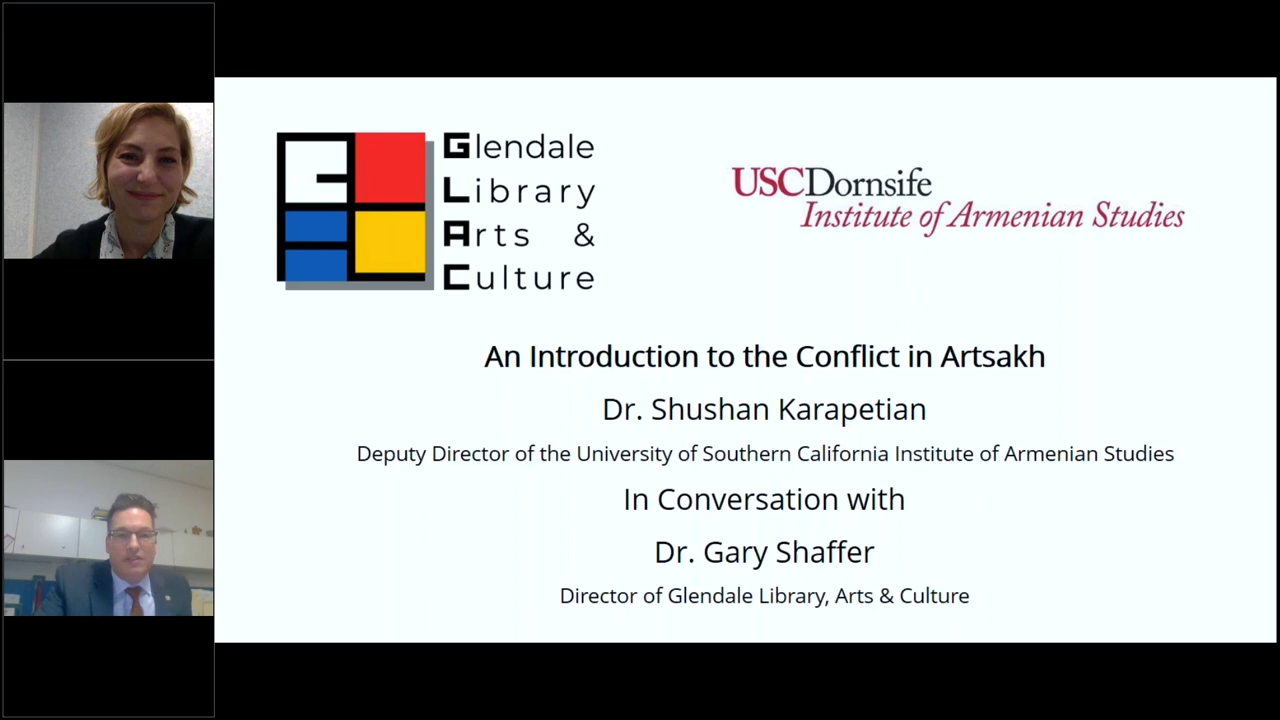 Glendale
Library
Arts &
Culture
USCDornsife
Institute of Armenian Studies
An Introduction to the Conflict in Artsakh
Dr. Shushan Karapetian
Deputy Director of the University of Southern California Institute of Armenian Studies
In Conversation with
Dr. Gary Shaffer
Director of Glendale Library, Arts & Culture